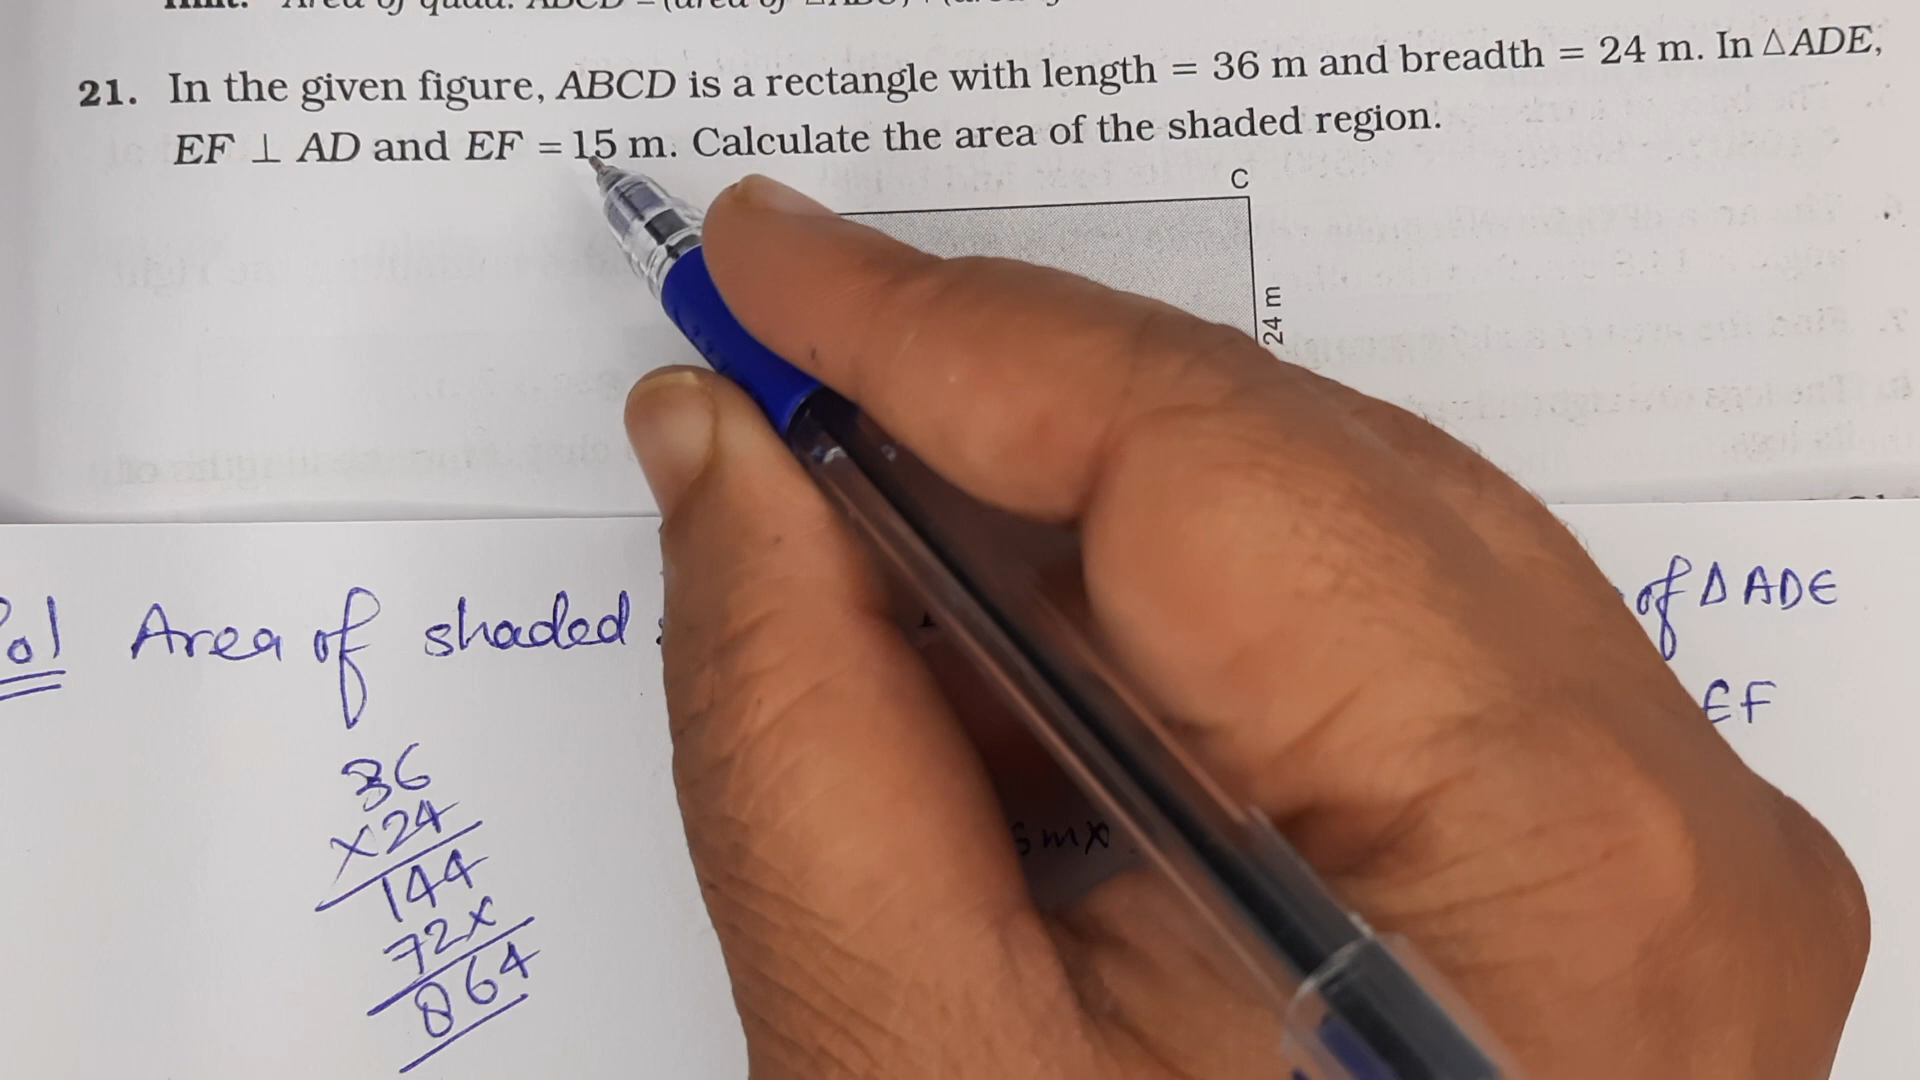 21. In the given figure, ABCD is a rectangle with length = 36 m and breadth = 24 m. In △ADE,
EF ⊥ AD and EF = 15 m. Calculate the area of the shaded region.
C
24 m
Sol Area of shaded of Δ ADE
EF
36
×24
144
72×
864